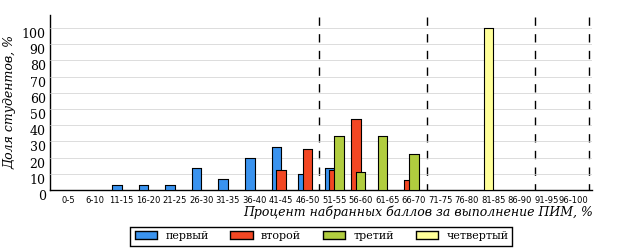 Доля студентов, %
100
90
80
70
60
50
40
30
20
10
0
0-5 6-10 11-15 16-20 21-25 26-30 31-35 36-40 41-45 46-50 51-55 56-60 61-65 66-70 71-75 76-80 81-85 86-90 91-95 96-100
Процент набранных баллов за выполнение ПИМ, %
первый второй третий четвертый